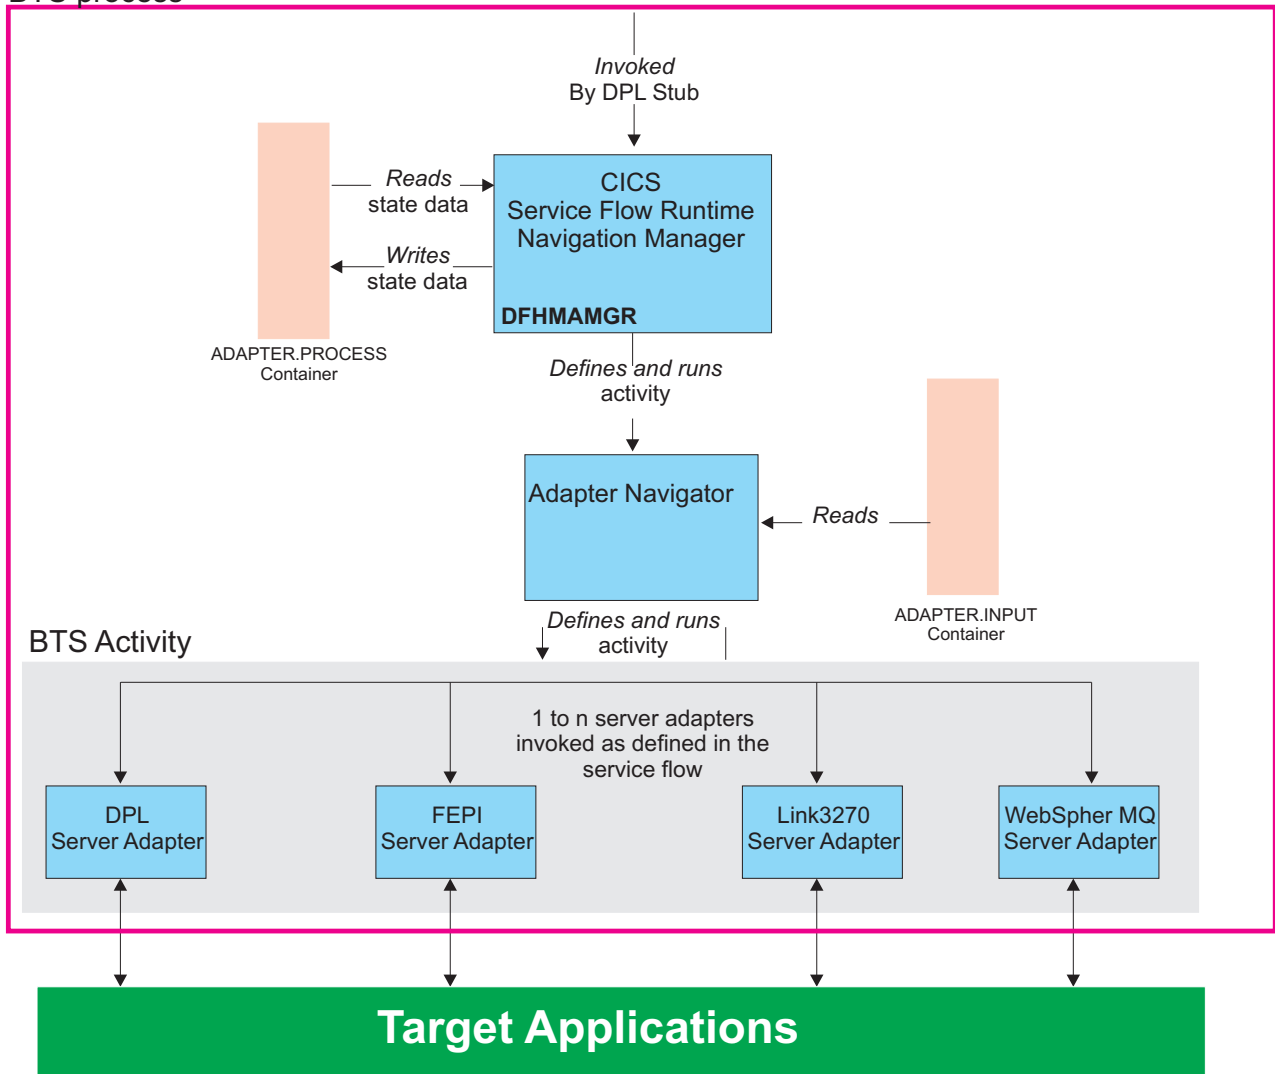 BTS process
Invoked
By DPL Stub
Reads
state data
Writes
state data
CICS
Service Flow Runtime
Navigation Manager
DFHMAMGR
ADAPTER.PROCESS
Container
Defines and runs
activity
Adapter Navigator
Reads
ADAPTER.INPUT
Container
Defines and runs
activity
BTS Activity
1 to n server adapters
invoked as defined in the
service flow
DPL
Server Adapter
FEPI
Server Adapter
Link3270
Server Adapter
WebSpher MQ
Server Adapter
Target Applications